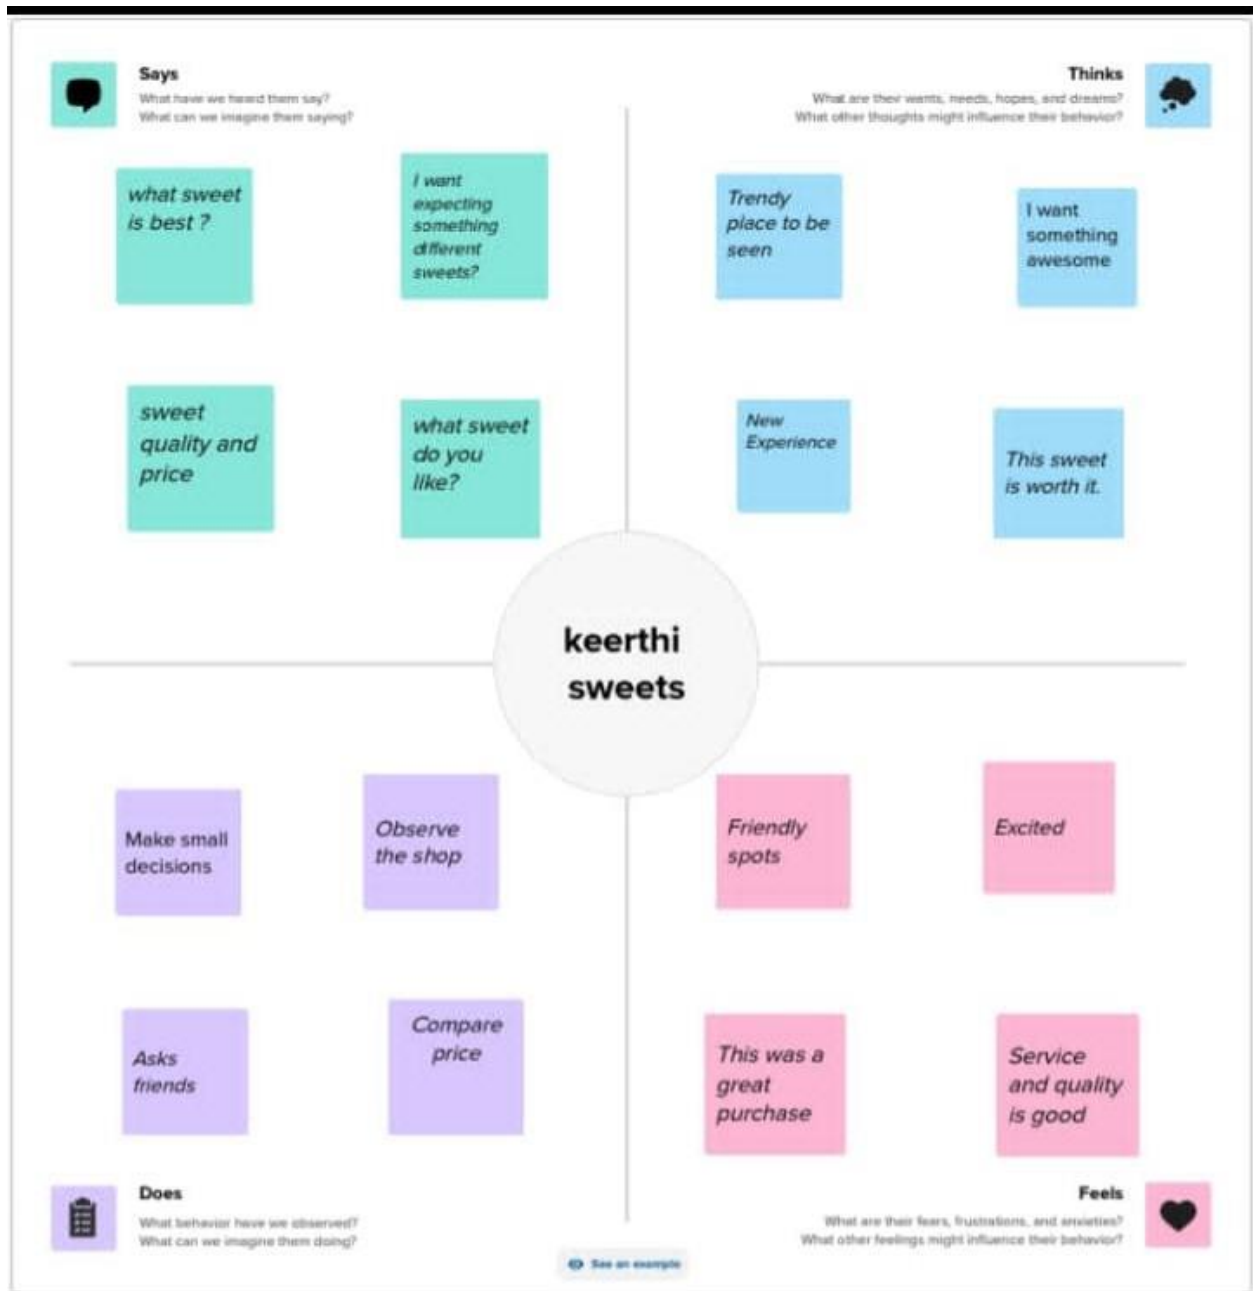 Says
What have we heard them say?
What can we imagine them saying?
Thinks
What are their wants, needs, hopes, and dreams?
What other thoughts might influence their behavior?
what sweet
is best ?
I want
expecting
something
different
sweets?
Trendy
place to be
seen
I want
something
awesome
sweet
quality and
price
what sweet
do you
like?
New
Experience
This sweet
is worth it.
keerthi
sweets
Make small
decisions
Observe
the shop
Friendly
spots
Excited
Asks
friends
Compare
price
This was a
great
purchase
Service
and quality
is good
Does
What behavior have we observed?
What can we imagine them doing?
Feels
What are their fears, frustrations, and anxieties?
What other feelings might influence their behavior?
See an example